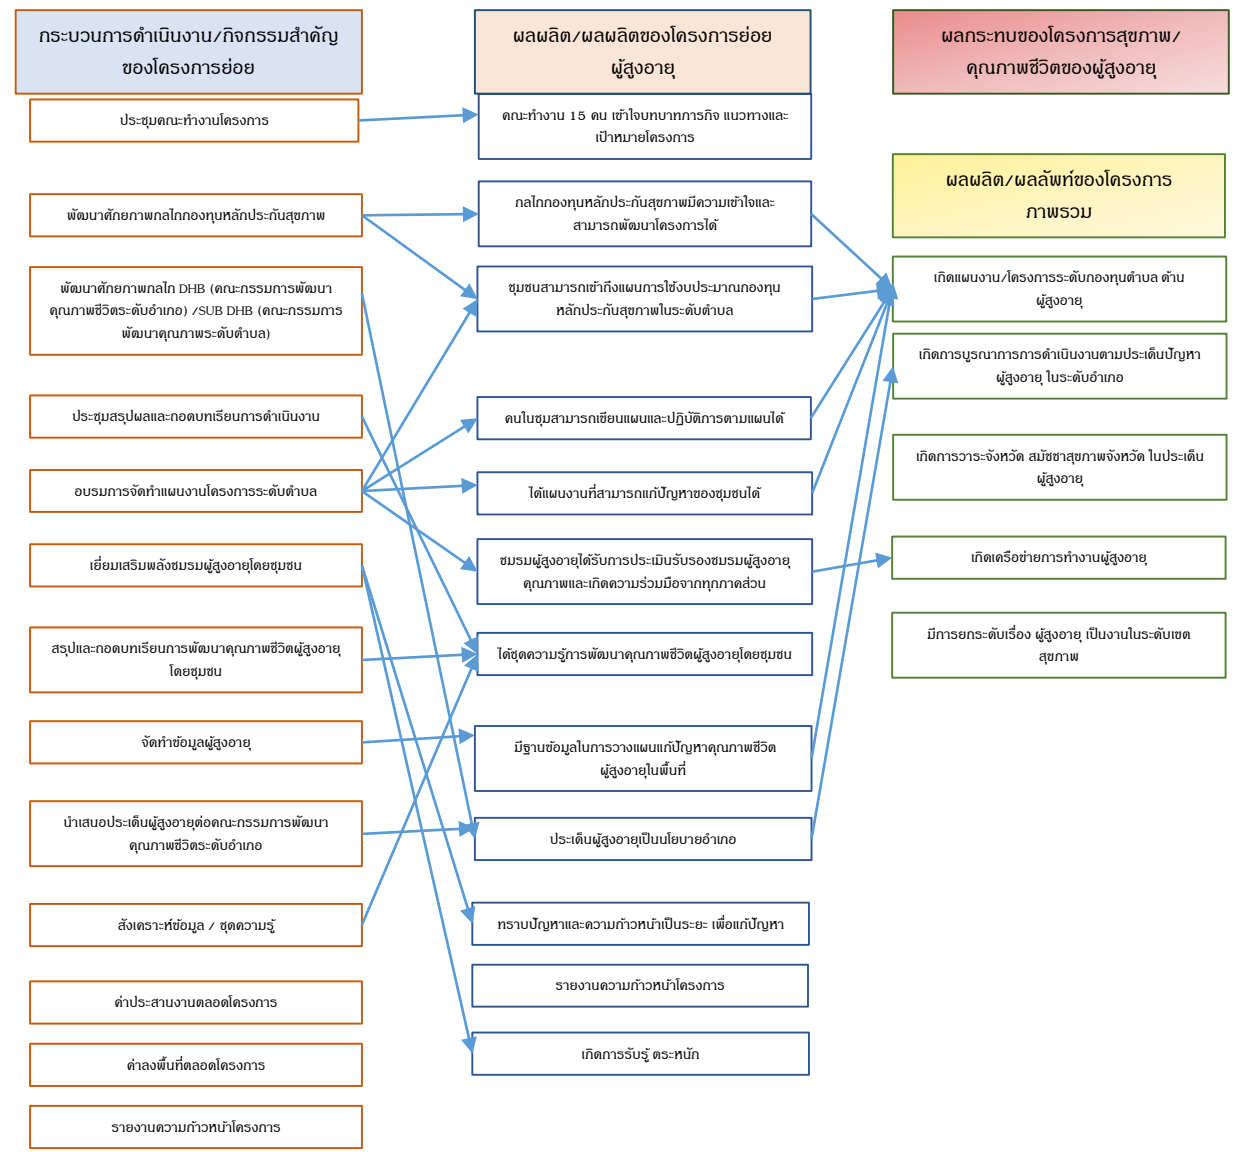 กระบวนการดำเนินงาน/กิจกรรมสำคัญ
ของโครงการย่อย
ประชุมคณะทำงานโครงการ
พัฒนาศักยภาพกลไกกองทุนหลักประกันสุขภาพ
พัฒนาศักยภาพกลไก DHB (คณะกรรมการพัฒนา
คุณภาพชีวิตระดับอำเภอ) /SUB DHB (คณะกรรมการ
พัฒนาคุณภาพระดับตำบล)
ประชุมสรุปผลและถอดบทเรียนการดำเนินงาน
อบรมการจัดทำแผนงานโครงการระดับตำบล
เยี่ยมเสริมพลังชมรมผู้สูงอายุโดยชุมชน
สรุปและถอดบทเรียนการพัฒนาคุณภาพชีวิตผู้สูงอายุ
โดยชุมชน
จัดทำข้อมูลผู้สูงอายุ
นำเสนอประเด็นผู้สูงอายุต่อคณะกรรมการพัฒนา
คุณภาพชีวิตระดับอำเภอ
สังเคราะห์ข้อมูล / ชุดความรู้
ค่าประสานงานตลอดโครงการ
ค่าลงพื้นที่ตลอดโครงการ
รายงานความก้าวหน้าโครงการ
ผลผลิต/ผลผลิตของโครงการย่อย
ผู้สูงอายุ
คณะทำงาน 15 คน เข้าใจบทบาทภารกิจ แนวทางและ
เป้าหมายโครงการ
กลไกกองทุนหลักประกันสุขภาพมีความเข้าใจและ
สามารถพัฒนาโครงการได้
ชุมชนสามารถเข้าถึงแผนการใช้งบประมาณกองทุน
หลักประกันสุขภาพในระดับตำบล
คนในชุมสามารถเขียนแผนและปฏิบัติการตามแผนได้
ได้แผนงานที่สามารถแก้ปัญหาของชุมชนได้
ชมรมผู้สูงอายุได้รับการประเมินรับรองชมรมผู้สูงอายุ
คุณภาพและเกิดความร่วมมือจากทุกภาคส่วน
ได้ชุดความรู้การพัฒนาคุณภาพชีวิตผู้สูงอายุโดยชุมชน
มีฐานข้อมูลในการวางแผนแก้ปัญหาคุณภาพชีวิต
ผู้สูงอายุในพื้นที่
ประเด็นผู้สูงอายุเป็นนโยบายอำเภอ
ทราบปัญหาและความก้าวหน้าเป็นระยะ เพื่อแก้ปัญหา
รายงานความก้าวหน้าโครงการ
เกิดการรับรู้ ตระหนัก
ผลกระทบของโครงการสุขภาพ/
คุณภาพชีวิตของผู้สูงอายุ
ผลผลิต/ผลลัพท์ของโครงการ
ภาพรวม
เกิดแผนงาน/โครงการระดับกองทุนตำบล ด้าน
ผู้สูงอายุ
เกิดการบูรณาการการดำเนินงานตามประเด็นปัญหา
ผู้สูงอายุ ในระดับอำเภอ
เกิดการวาระจังหวัด สมัชชาสุขภาพจังหวัด ในประเด็น
ผู้สูงอายุ
เกิดเครือข่ายการทำงานผู้สูงอายุ
มีการยกระดับเรื่อง ผู้สูงอายุ เป็นงานในระดับเขต
สุขภาพ